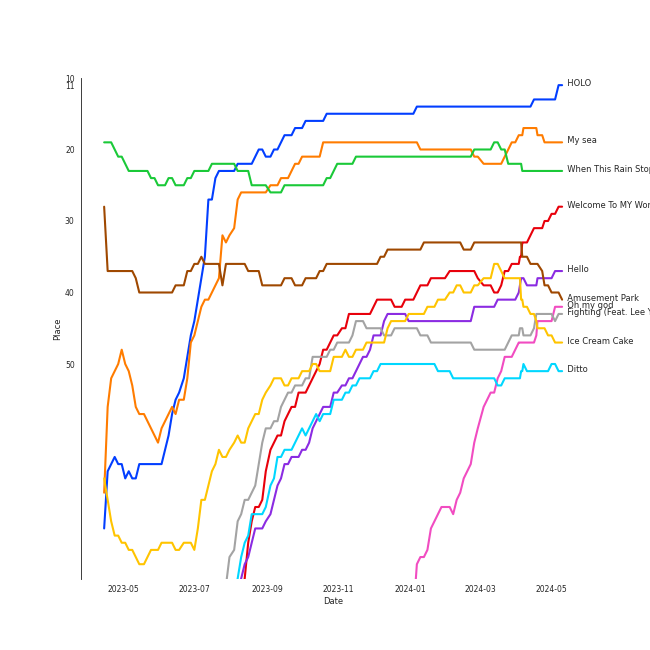 10
11
20
30
40
50
Place
HOLO
My sea
When This Rain Stop
Welcome To MY Wor
Hello
Amusement Park
Oh my god
Fighting (Feat. Lee Y
Ice Cream Cake
Ditto
2023-05
2023-07
2023-09
2023-11
2024-01
2024-03
2024-05
Date